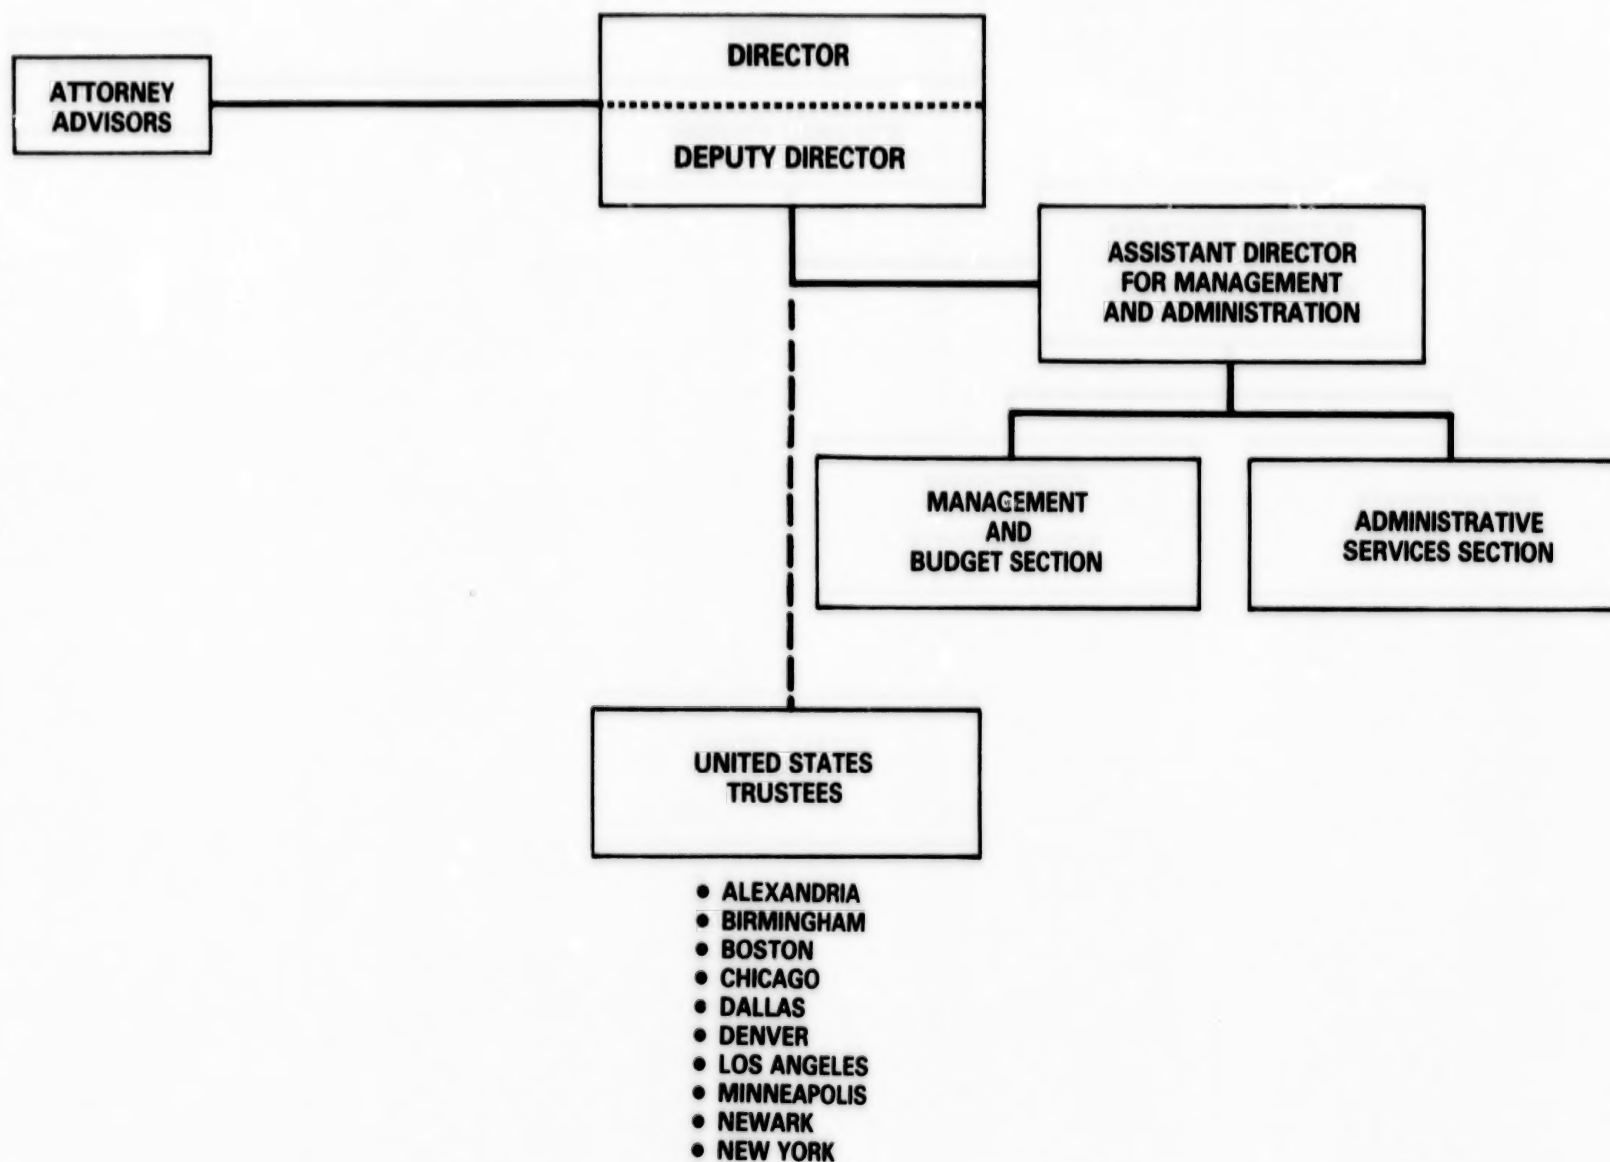 DIRECTOR
DEPUTY DIRECTOR
ATTORNEY
ADVISORS
ASSISTANT DIRECTOR
FOR MANAGEMENT
AND ADMINISTRATION
MANAGEMENT
AND
BUDGET SECTION
ADMINISTRATIVE
SERVICES SECTION
UNITED STATES
TRUSTEES
• ALEXANDRIA
• BIRMINGHAM
• BOSTON
• CHICAGO
• DALLAS
• DENVER
• LOS ANGELES
• MINNEAPOLIS
• NEWARK
• NEW YORK